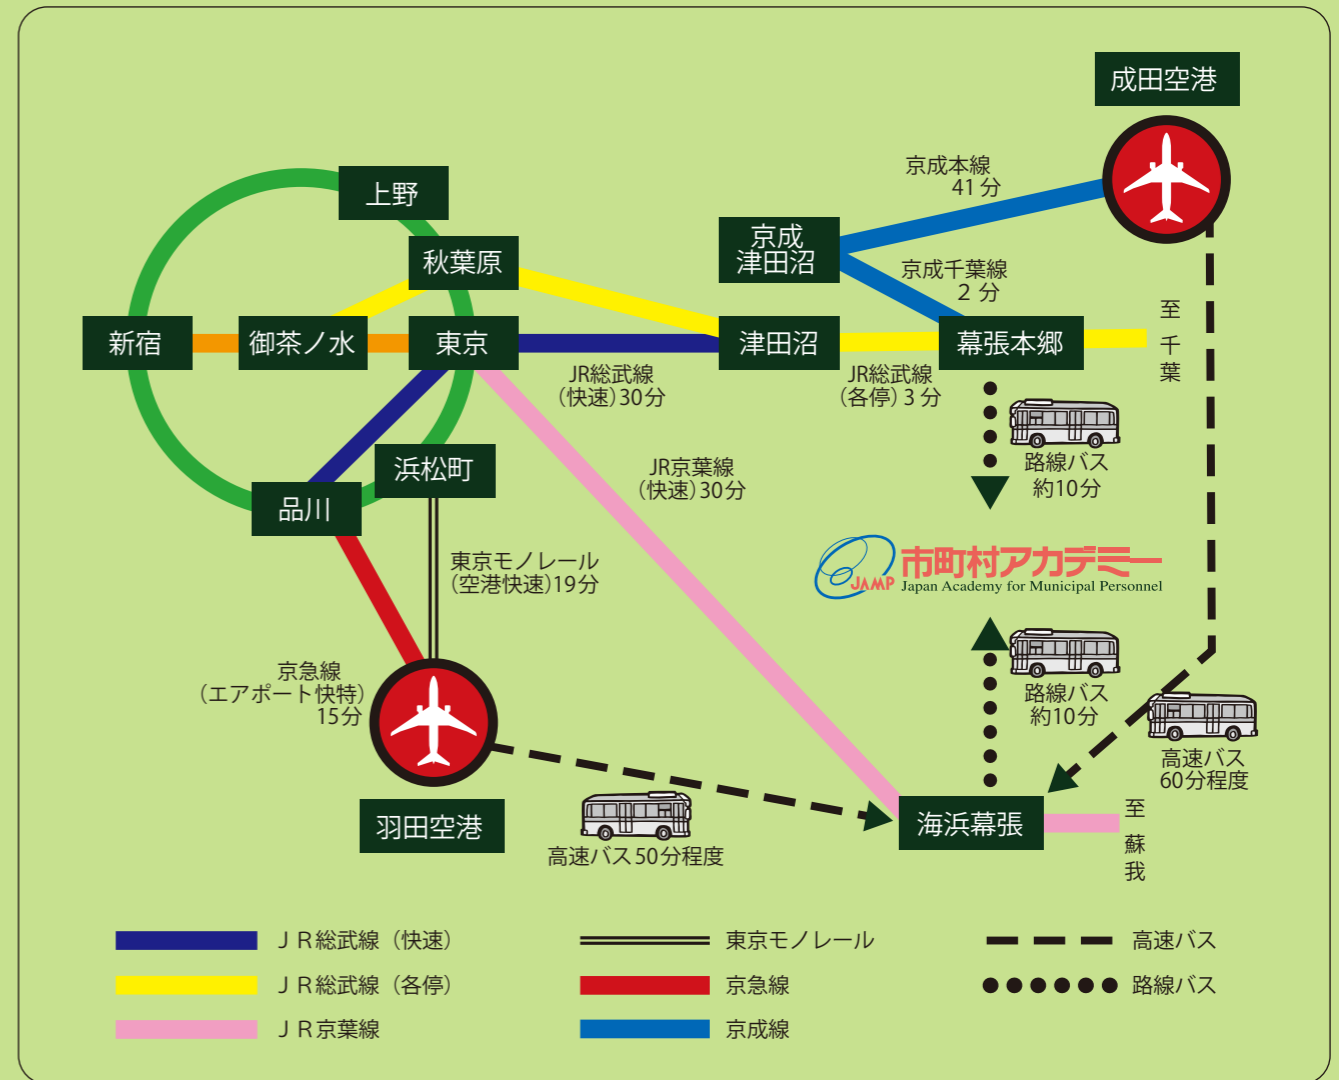 成田空港
京成本線
41分
上野
秋葉原
京成
津田沼
京成千葉線
2分
新宿
御茶ノ水
東京
津田沼
幕張本郷
至千葉
JR総武線
(快速)30分
JR総武線
(各停)3分
路線バス
約10分
浜松町
品川
JR京葉線
(快速)30分
東京モノレール
(空港快速)19分
JAMP
市町村アカデミー
Japan Academy for Municipal Personnel
京急線
(エアポート快特)
15分
路線バス
約10分
高速バス
60分程度
羽田空港
高速バス50分程度
海浜幕張
至蘇我
JR総武線(快速)
東京モノレール
高速バス
JR総武線(各停)
京急線
路線バス
JR京葉線
京成線